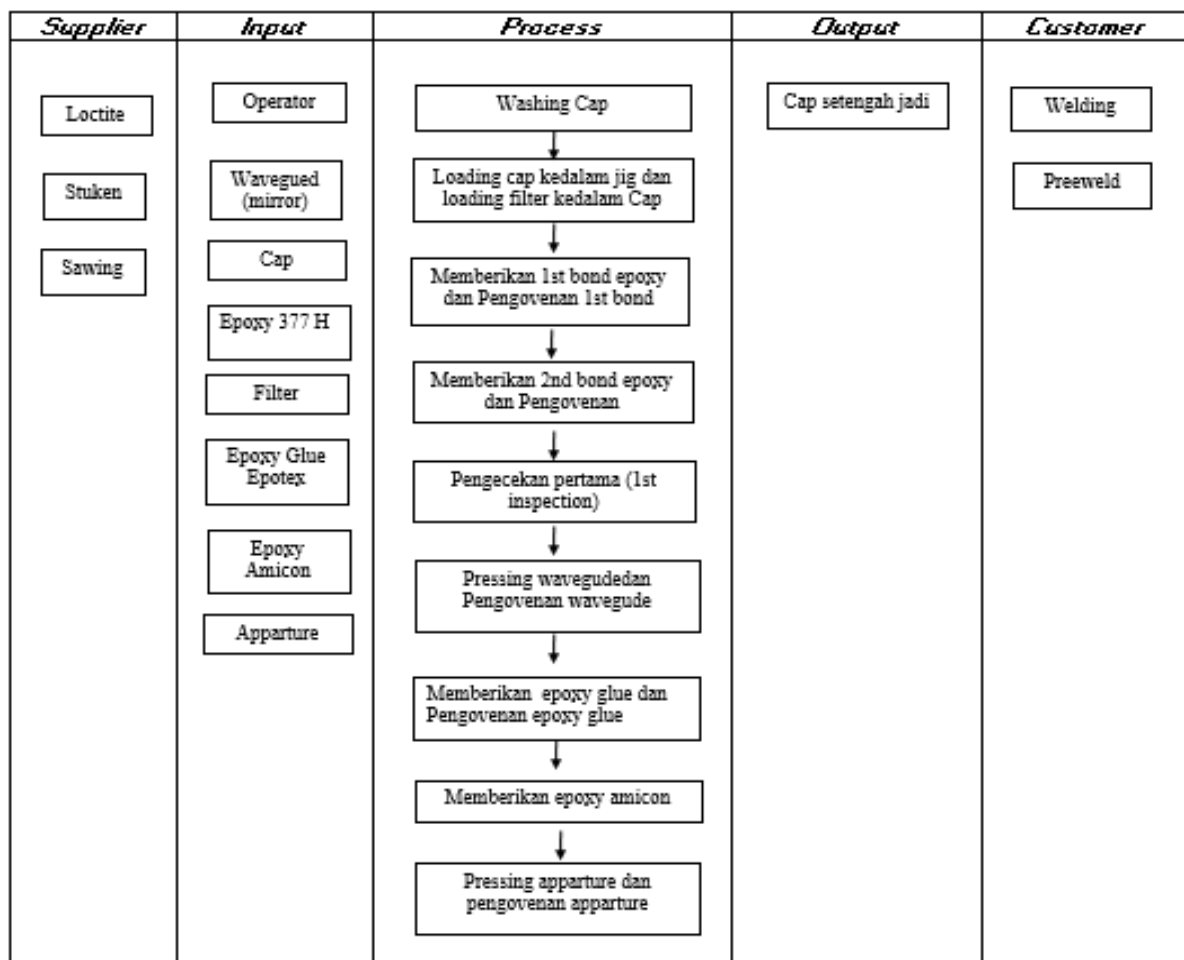 Supplier
Input
Process
Output
Customer
Loctite
Stuken
Sawing
Operator
Wavegued
(mirror)
Cap
Epoxy 377 H
Filter
Epoxy Glue
Epotex
Epoxy
Amicon
Apparture
Washing Cap
Loading cap kedalam jig dan
loading filter kedalam Cap
Memberikan 1st bond epoxy
dan Pengovenan 1st bond
Memberikan 2nd bond epoxy
dan Pengovenan
Pengecekan pertama (1st
inspection)
Pressing wavegudedan
Pengovenan wavegude
Memberikan epoxy glue dan
Pengovenan epoxy glue
Memberikan epoxy amicon
Pressing apparture dan
pengovenan apparture
Cap setengah jadi
Welding
Preeweld